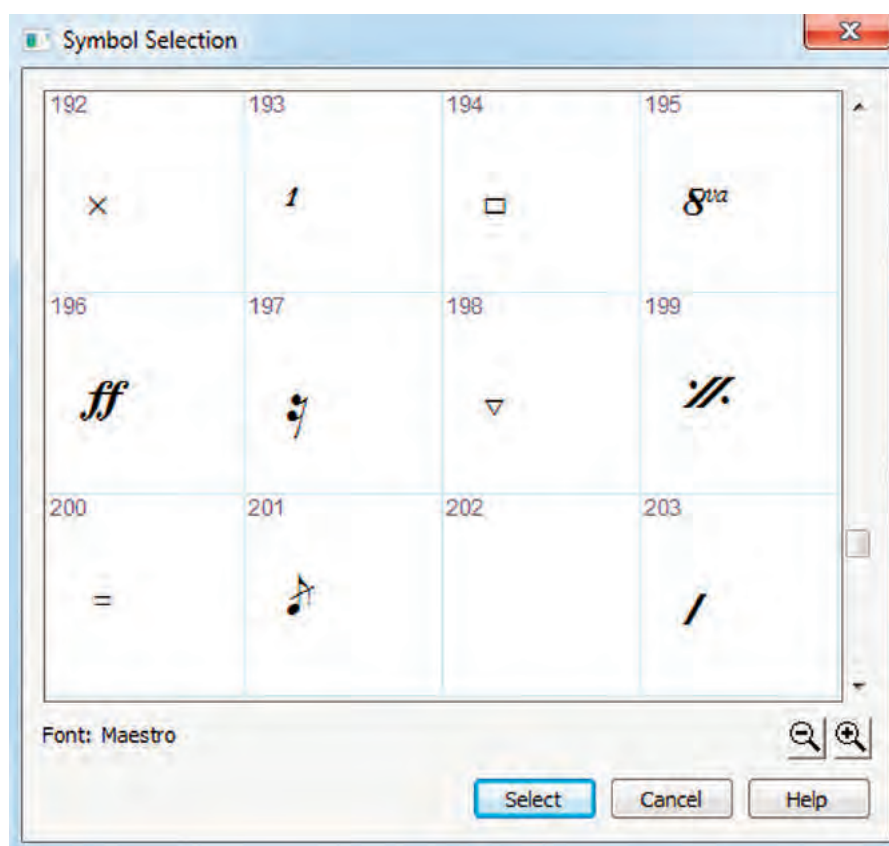 Symbol Selection
192 193 194 195
× 1 □ 8va
196 197 198 199
ff 𝄿 ▽ 𝄎
200 201 202 203
= 𝆔 /
Font: Maestro
Select Cancel Help